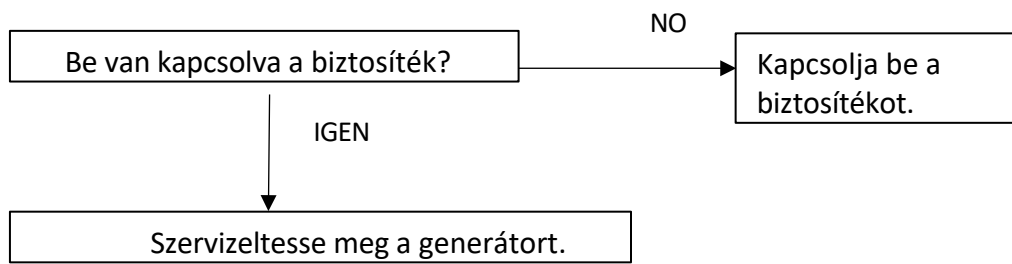 NO
Be van kapcsolva a biztosíték?
Kapcsolja be a
biztosítékot.
IGEN
Szervizeltesse meg a generátort.